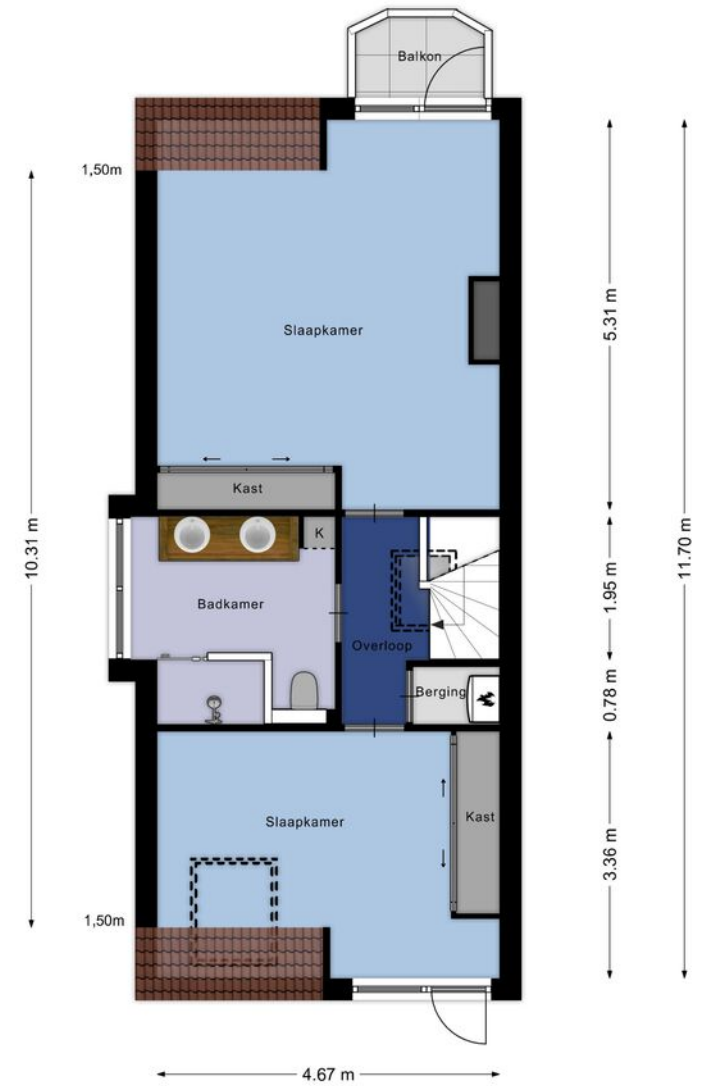 Balkon
1,50m
Slaapkamer
5.31 m
Kast
K
10.31 m
11.70 m
Badkamer
1.95 m
Overloop
Berging
0.78 m
Slaapkamer
Kast
3.36 m
1,50m
4.67 m